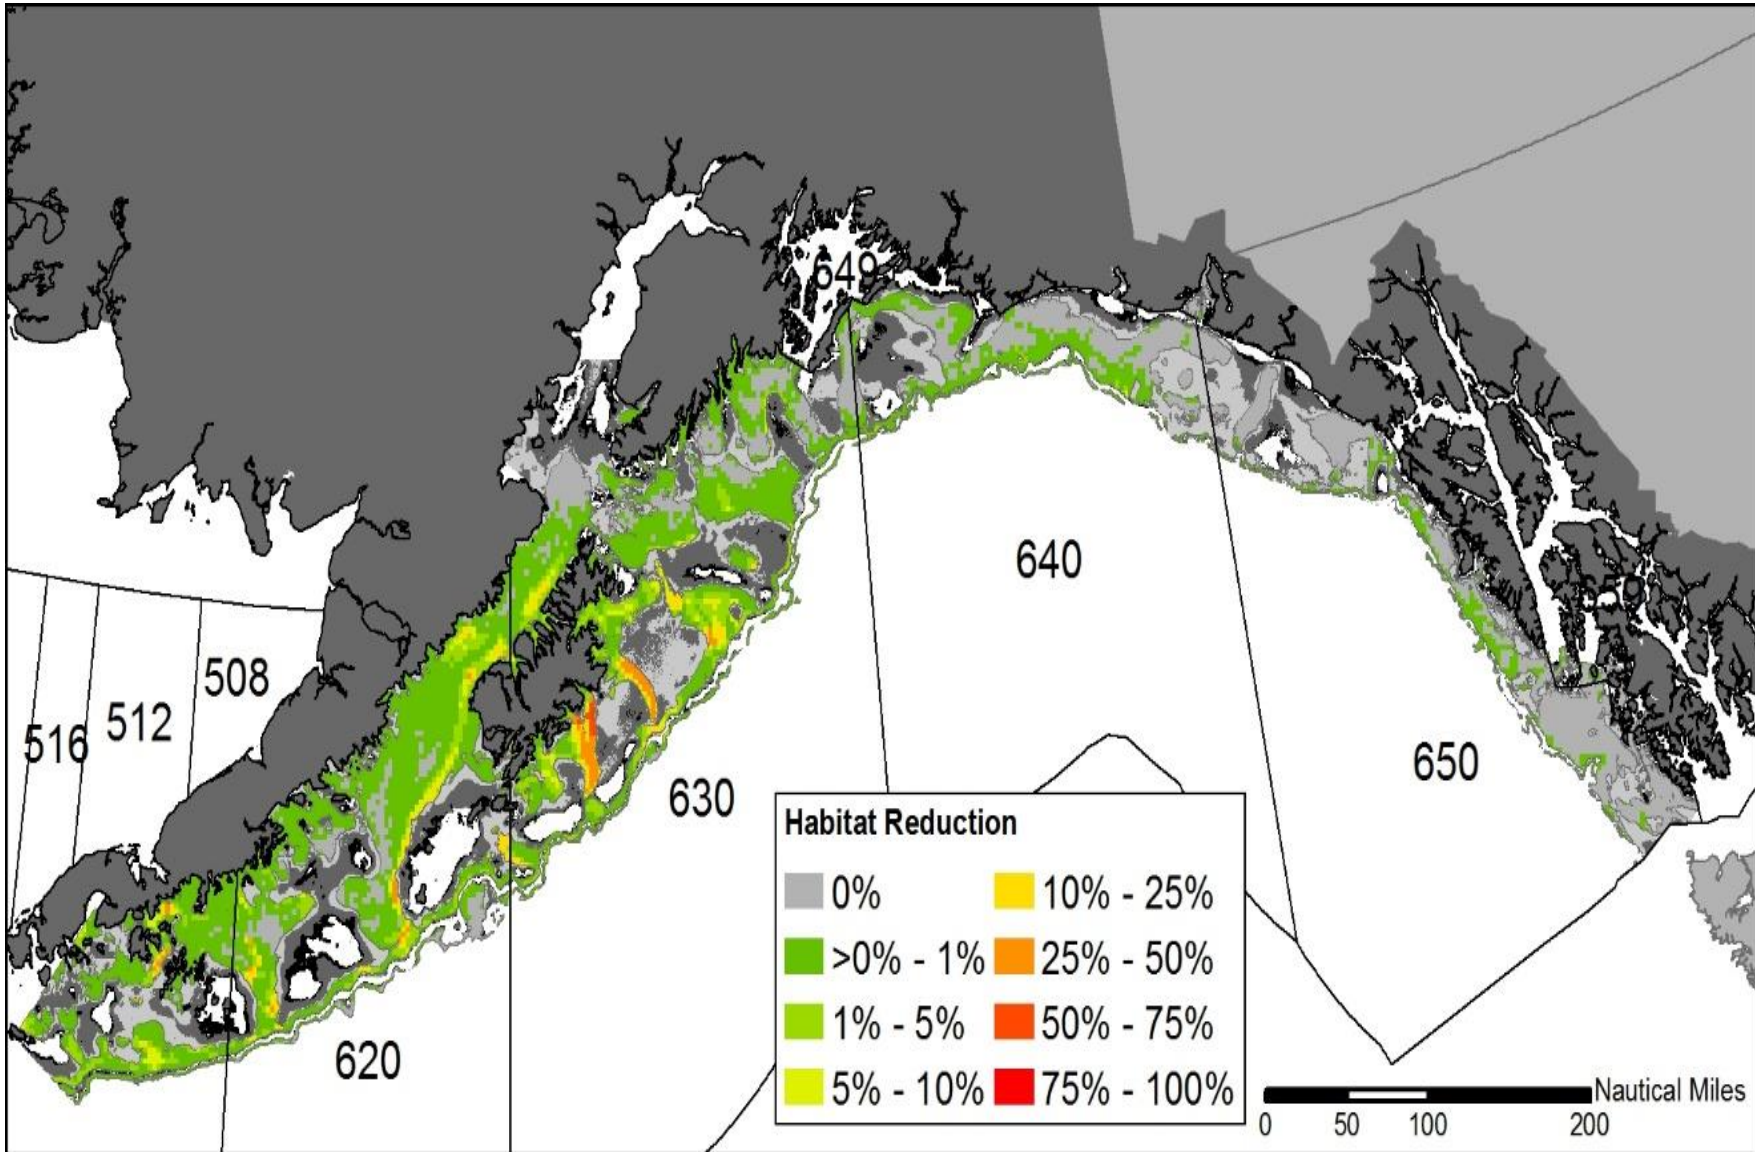 649
640
508
512
516
630
650
620
Habitat Reduction
0%
10% - 25%
>0% - 1%
25% - 50%
1% - 5%
50% - 75%
5% - 10%
75% - 100%
Nautical Miles
0 50 100 200